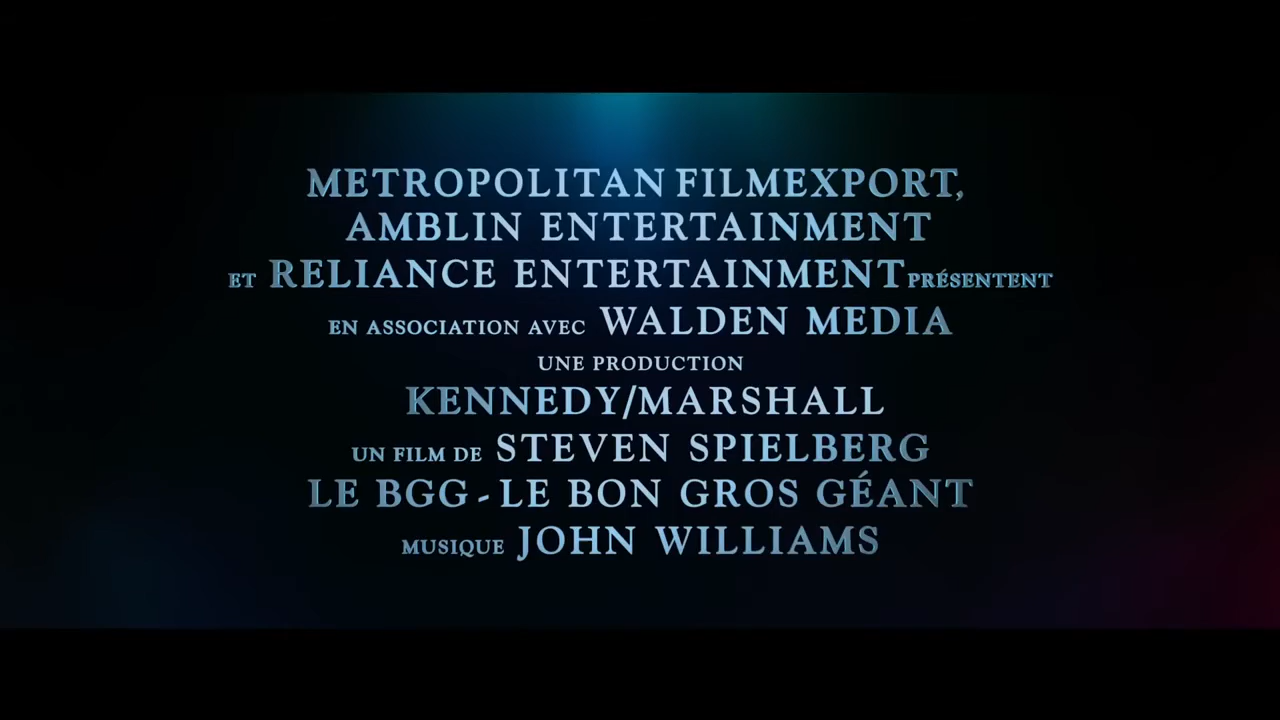 METROPOLITAN FILMEXPORT,
AMBLIN ENTERTAINMENT
ET RELIANCE ENTERTAINMENT PRÉSENTENT
EN ASSOCIATION AVEC WALDEN MEDIA
UNE PRODUCTION
KENNEDY/MARSHALL
UN FILM DE STEVEN SPIELBERG
LE BGG - LE BON GROS GÉANT
MUSIQUE JOHN WILLIAMS